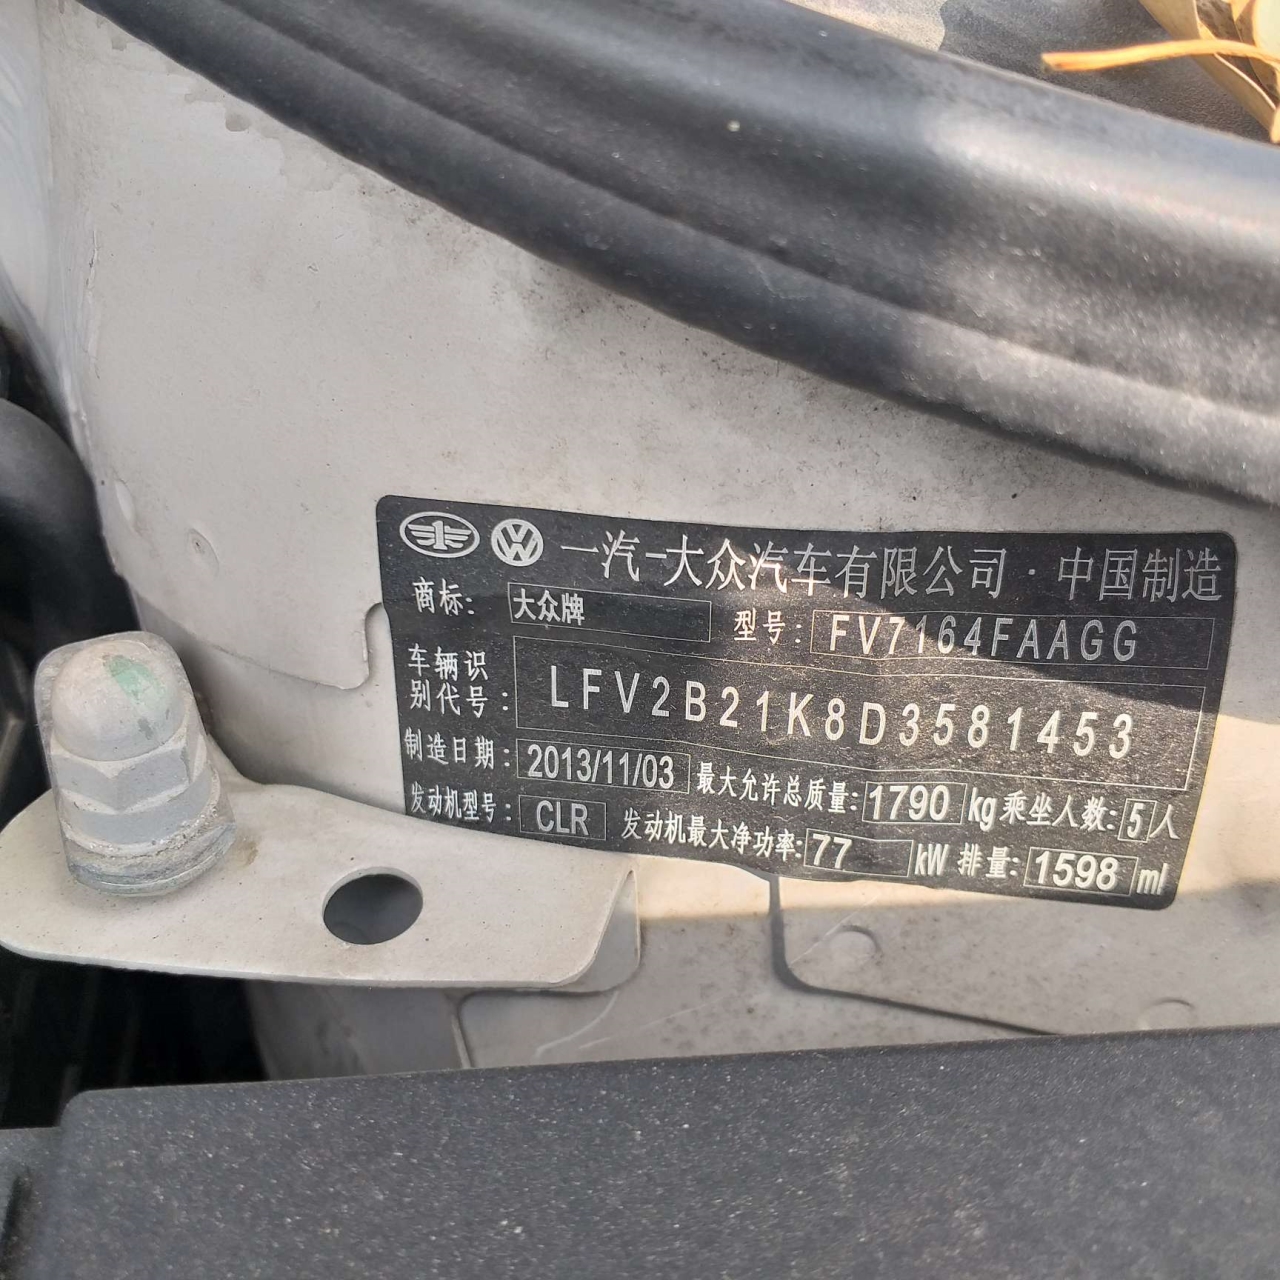 一汽-大众汽车有限公司·中国制造
商标: 大众牌 型号: FV7164FAAGG
车辆识别代号: LFV2B21K8D3581453
制造日期: 2013/11/03 最大允许总质量: 1790 kg 乘坐人数: 5 人
发动机型号: CLR 发动机最大净功率: 77 kW 排量: 1598 ml